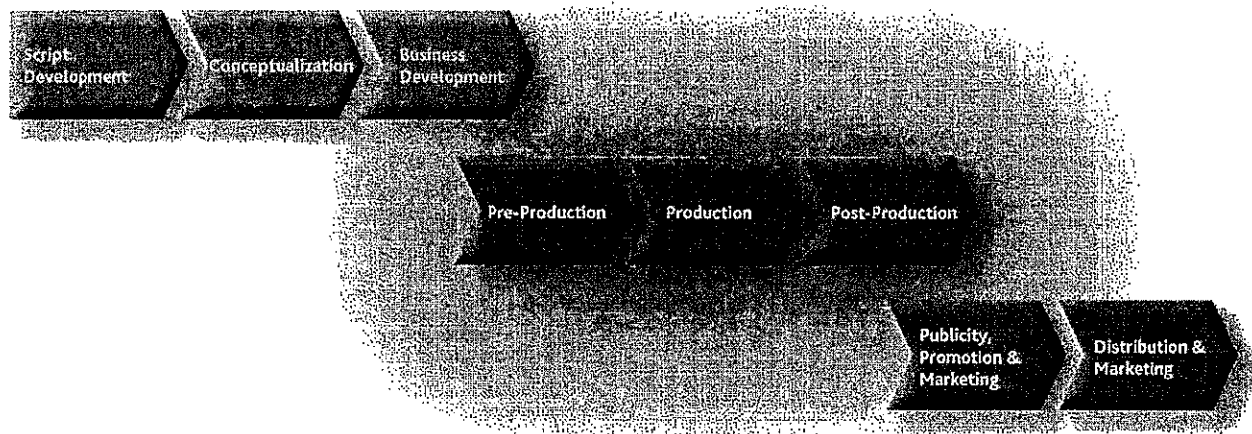 Script
Development
Conceptualization
Business
Development
Pre-Production
Production
Post-Production
Publicity,
Promotion &
Marketing
Distribution &
Marketing